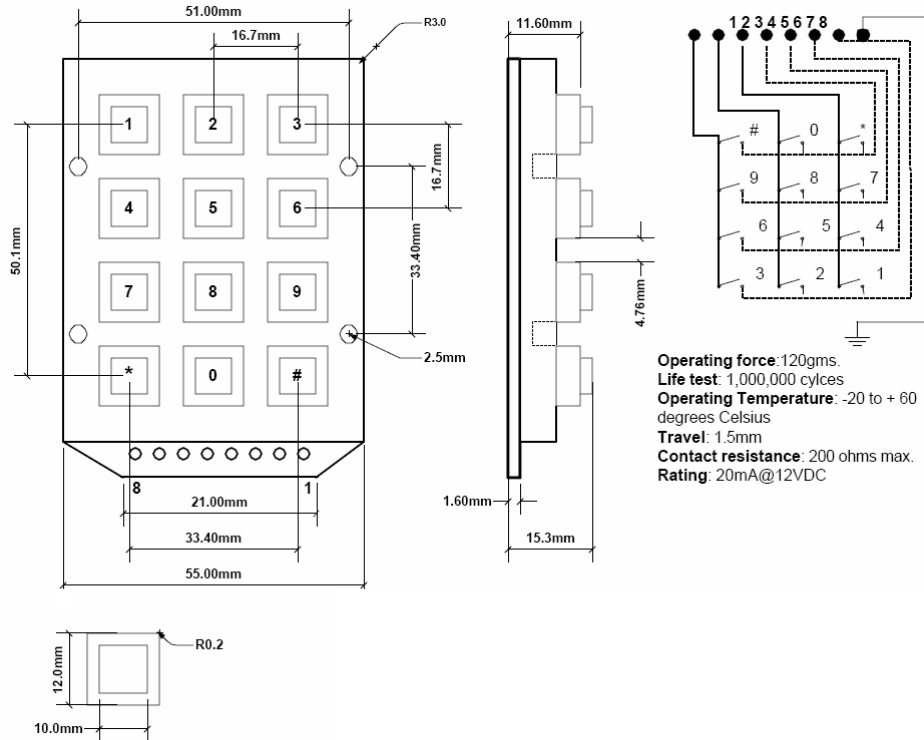 51.00mm
R3.0
16.7mm
1 2 3
4 5 6
7 8 9
* 0 #
50.1mm
16.7mm
33.40mm
2.5mm
8 1
21.00mm
33.40mm
55.00mm
11.60mm
4.76mm
1.60mm
15.3mm
1 2 3 4 5 6 7 8
# 0 *
9 8 7
6 5 4
3 2 1
Operating force:120gms.
Life test: 1,000,000 cylces
Operating Temperature: -20 to + 60
degrees Celsius
Travel: 1.5mm
Contact resistance: 200 ohms max.
Rating: 20mA@12VDC
R0.2
12.0mm
10.0mm